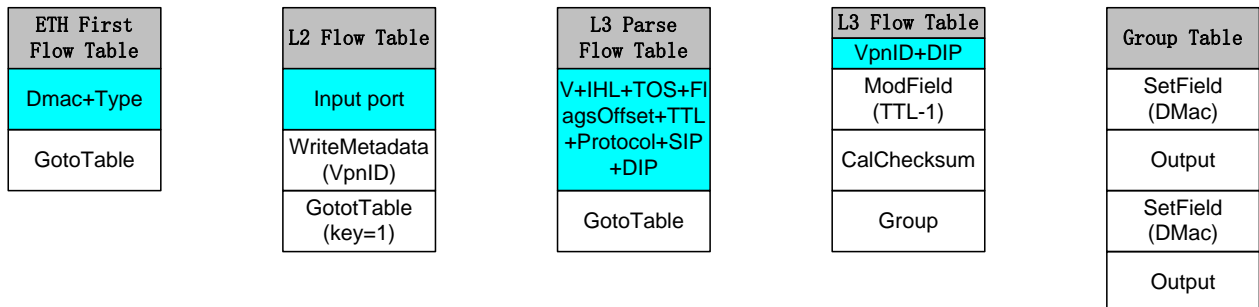 ETH First
Flow Table
Dmac+Type
GotoTable
L2 Flow Table
Input port
WriteMetadata
(VpnID)
GototTable
(key=1)
L3 Parse
Flow Table
V+IHL+TOS+Fl
agsOffset+TTL
+Protocol+SIP
+DIP
GotoTable
L3 Flow Table
VpnID+DIP
ModField
(TTL-1)
CalChecksum
Group
Group Table
SetField
(DMac)
Output
SetField
(DMac)
Output